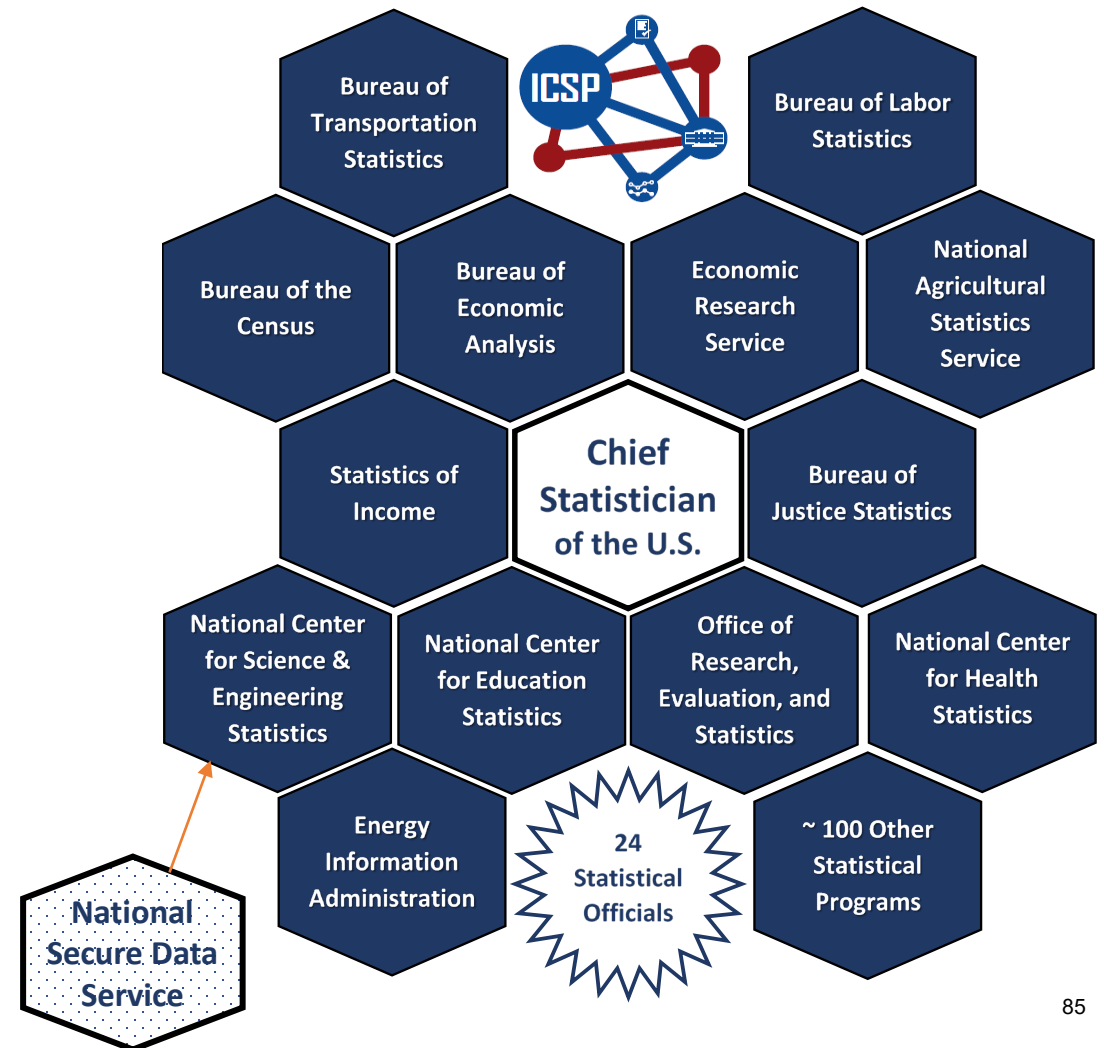 Bureau of
Transportation
Statistics
ICSP
Bureau of Labor
Statistics
Bureau of the
Census
Bureau of
Economic
Analysis
Economic
Research
Service
National
Agricultural
Statistics
Service
Statistics of
Income
Chief
Statistician
of the U.S.
Bureau of
Justice Statistics
National Center
for Science &
Engineering
Statistics
National Center
for Education
Statistics
Office of
Research,
Evaluation, and
Statistics
National Center
for Health
Statistics
Energy
Information
Administration
24
Statistical
Officials
~ 100 Other
Statistical
Programs
National
Secure Data
Service
85